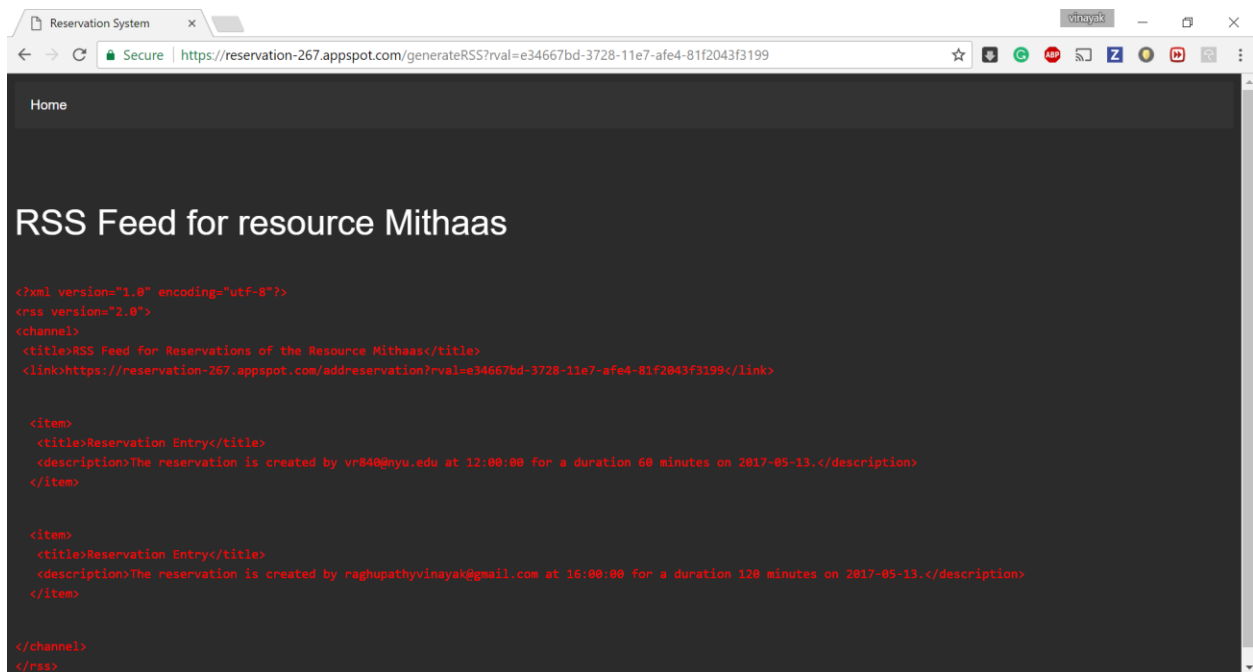 Reservation System
vinayak
Secure https://reservation-267.appspot.com/generateRSS?rval=e34667bd-3728-11e7-afe4-81f2043f3199
ABP
Z
Home
RSS Feed for resource Mithaas
<?xml version="1.0" encoding="utf-8"?>
<rss version="2.0">
<channel>
<title>RSS Feed for Reservations of the Resource Mithaas</title>
<link>https://reservation-267.appspot.com/addreservation?rval=e34667bd-3728-11e7-afe4-81f2043f3199</link>
<item>
<title>Reservation Entry</title>
<description>The reservation is created by vr840@nyu.edu at 12:00:00 for a duration 60 minutes on 2017-05-13.</description>
</item>
<item>
<title>Reservation Entry</title>
<description>The reservation is created by raghupathyvinayak@gmail.com at 16:00:00 for a duration 120 minutes on 2017-05-13.</description>
</item>
</channel>
</rss>